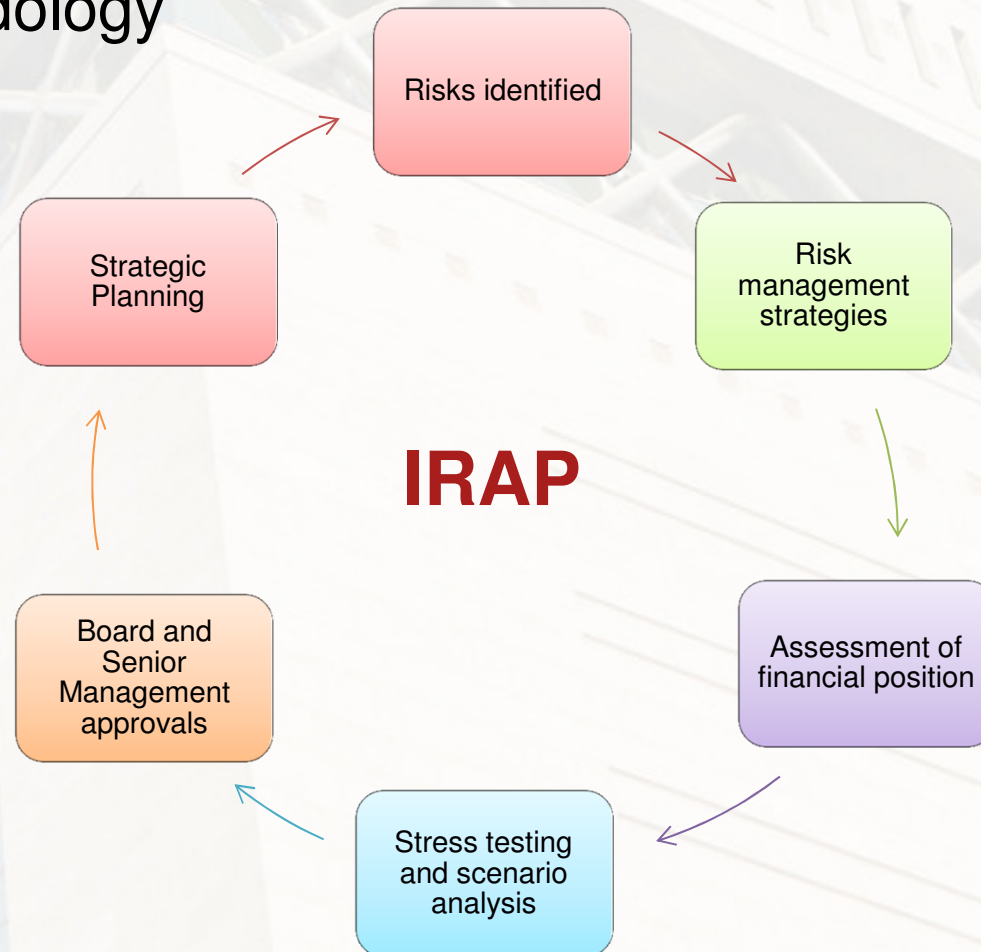 dology
Risks identified
Risk
management
strategies
Assessment of
financial position
Stress testing
and scenario
analysis
Board and
Senior
Management
approvals
Strategic
Planning
IRAP